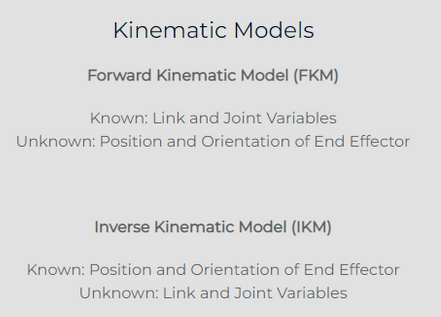 Kinematic Models
Forward Kinematic Model (FKM)
Known: Link and Joint Variables
Unknown: Position and Orientation of End Effector
Inverse Kinematic Model (IKM)
Known: Position and Orientation of End Effector
Unknown: Link and Joint Variables